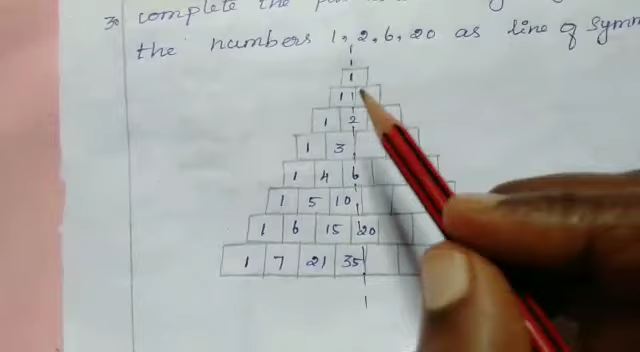 3. complete the
the numbers 1, 2, 6, 20 as line of symm
1
1 1
1 2
1 3
1 4 6
1 5 10
1 6 15 20
1 7 21 35